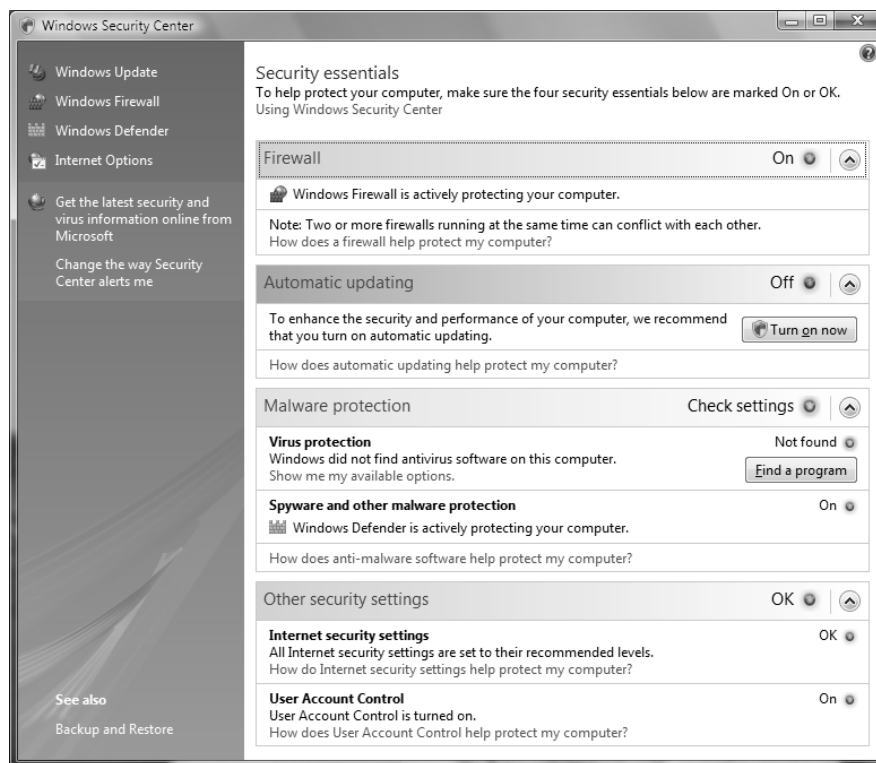 Windows Security Center
Windows Update
Windows Firewall
Windows Defender
Internet Options
Get the latest security and
virus information online from
Microsoft
Change the way Security
Center alerts me
See also
Backup and Restore
Security essentials
To help protect your computer, make sure the four security essentials below are marked On or OK.
Using Windows Security Center
Firewall On
Windows Firewall is actively protecting your computer.
Note: Two or more firewalls running at the same time can conflict with each other.
How does a firewall help protect my computer?
Automatic updating Off
To enhance the security and performance of your computer, we recommend
that you turn on automatic updating.
Turn on now
How does automatic updating help protect my computer?
Malware protection Check settings
Virus protection Not found
Windows did not find antivirus software on this computer.
Show me my available options.
Find a program
Spyware and other malware protection On
Windows Defender is actively protecting your computer.
How does anti-malware software help protect my computer?
Other security settings OK
Internet security settings OK
All Internet security settings are set to their recommended levels.
How do Internet security settings help protect my computer?
User Account Control On
User Account Control is turned on.
How does User Account Control help protect my computer?